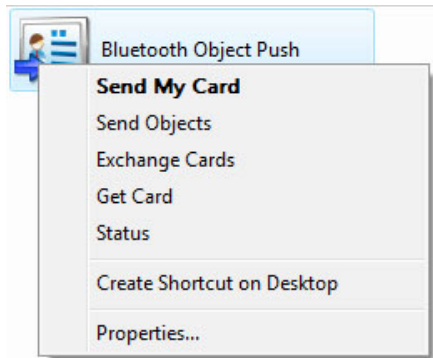 Bluetooth Object Push
Send My Card
Send Objects
Exchange Cards
Get Card
Status
Create Shortcut on Desktop
Properties...